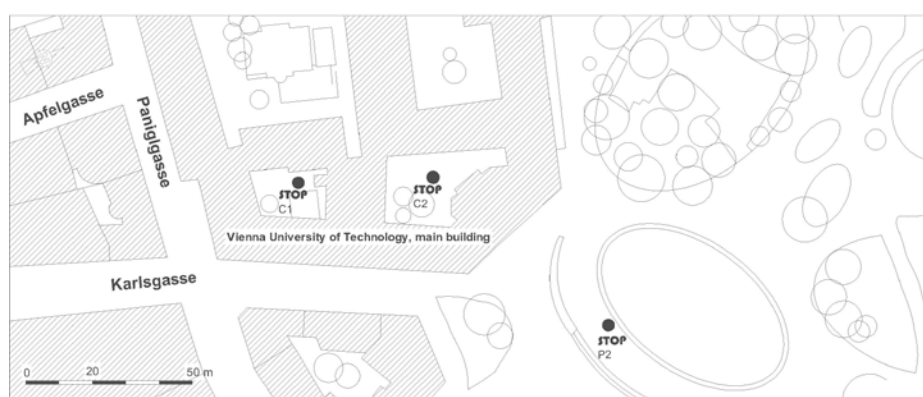 Apfelgasse
Paniglgasse
STOP
C1
STOP
C2
Vienna University of Technology, main building
Karlsgasse
STOP
P2
0 20 50 m